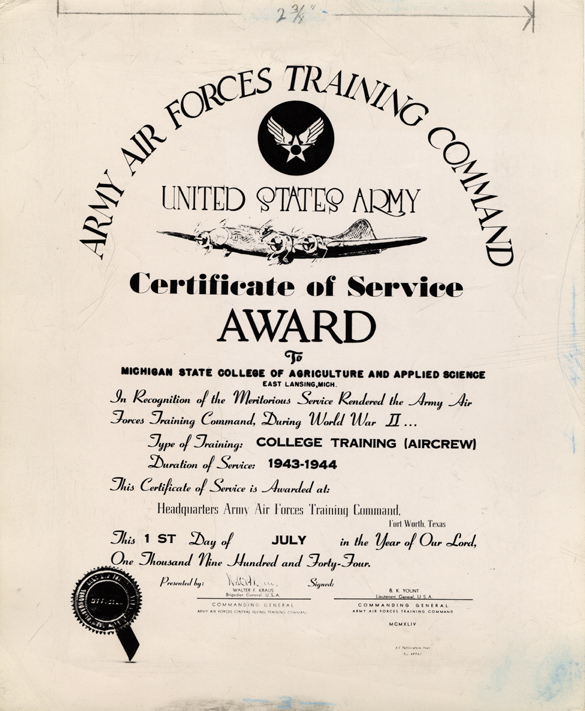 2 3/8"
ARMY AIR FORCES TRAINING COMMAND
UNITED STATES ARMY
Certificate of Service
AWARD
To
MICHIGAN STATE COLLEGE OF AGRICULTURE AND APPLIED SCIENCE
EAST LANSING, MICH.
In Recognition of the Meritorious Service Rendered the Army Air
Forces Training Command, During World War II...
Type of Training: COLLEGE TRAINING (AIRCREW)
Duration of Service: 1943-1944
This Certificate of Service is Awarded at:
Headquarters Army Air Forces Training Command,
Fort Worth, Texas
This 1 ST Day of JULY in the Year of Our Lord,
One Thousand Nine Hundred and Forty-Four.
Presented by: Signed:
WALTER F. KRAUS B. K. YOUNT
Brigadier General, U.S.A. Lieutenant General, U.S.A.
COMMANDING GENERAL COMMANDING GENERAL
ARMY AIR FORCES CENTRAL FLYING TRAINING COMMAND ARMY AIR FORCES TRAINING COMMAND
MCMXLIV
OFFICIAL